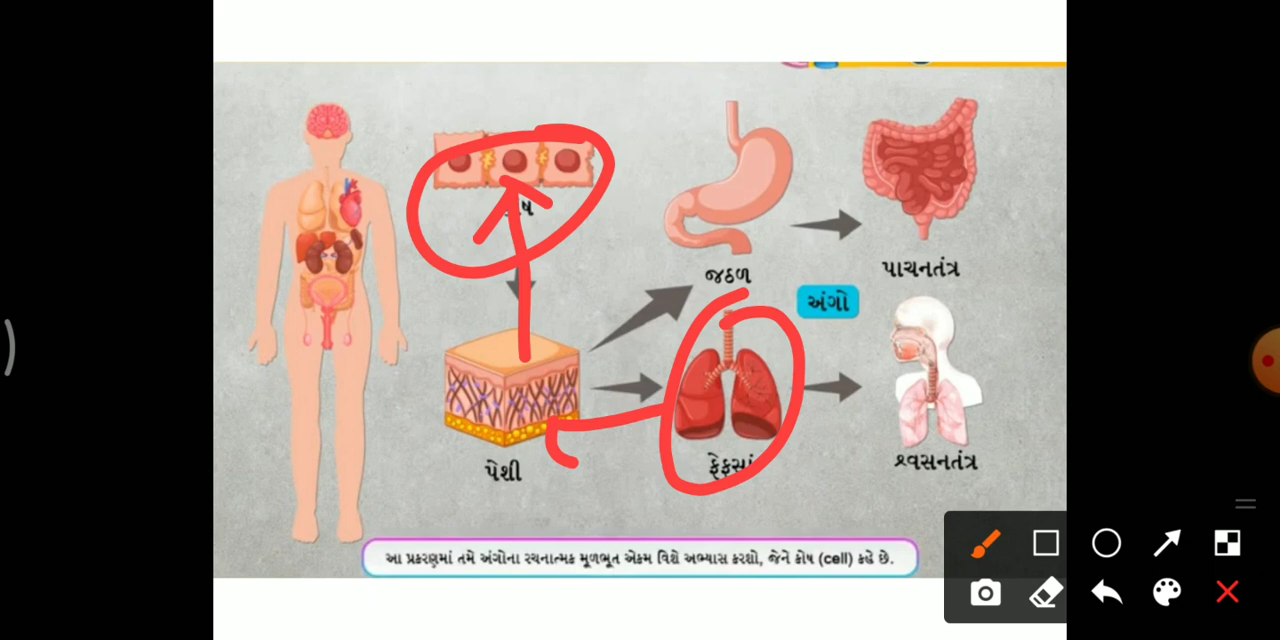 જઠળ
પાચનતંત્ર
અંગો
પેશી
શ્વસનતંત્ર
આ પ્રકરણમાં તમે અંગોના રચનાત્મક મૂળભૂત એકમ વિશે અભ્યાસ કરશો, જેને કોષ (cell) કહે છે.